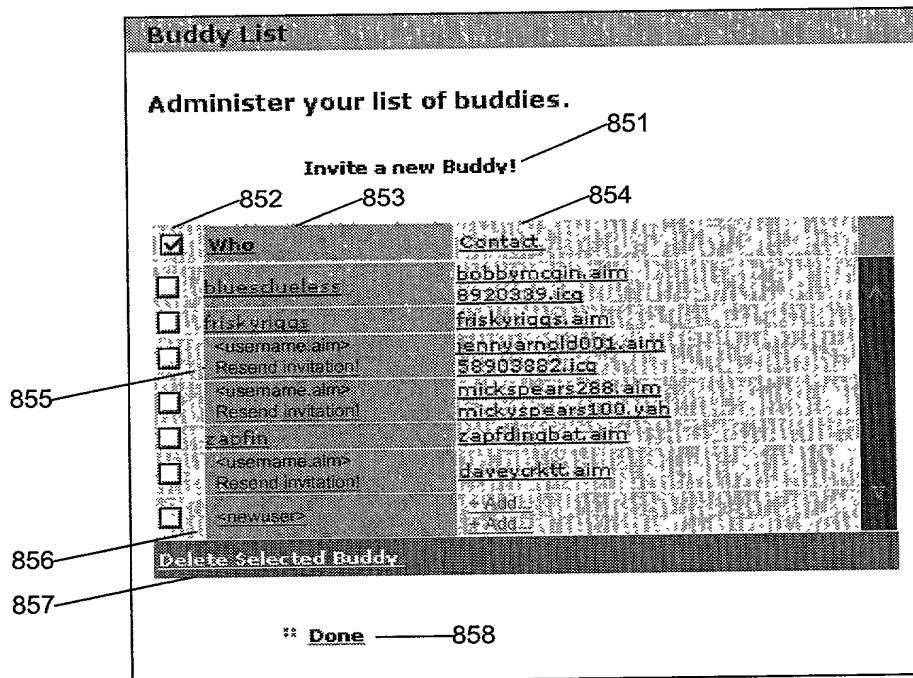 Buddy List
Administer your list of buddies.
851
Invite a new Buddy!
852 853 854
Who Contact
bluesclueless bobbymcgin.aim
8920339.icq
friskyriggs friskyriggs.aim
<username.aim> jennyarnold001.aim
Resend invitation! 58903882.icq
855
<username.aim> mickspears288.aim
Resend invitation! mickyspears100.yah
zapfin zapfdingbat.aim
<username.aim>
Resend invitation! daveycrktt.aim
<newuser> + Add...
+ Add...
856
Delete Selected Buddy
857
Done 858